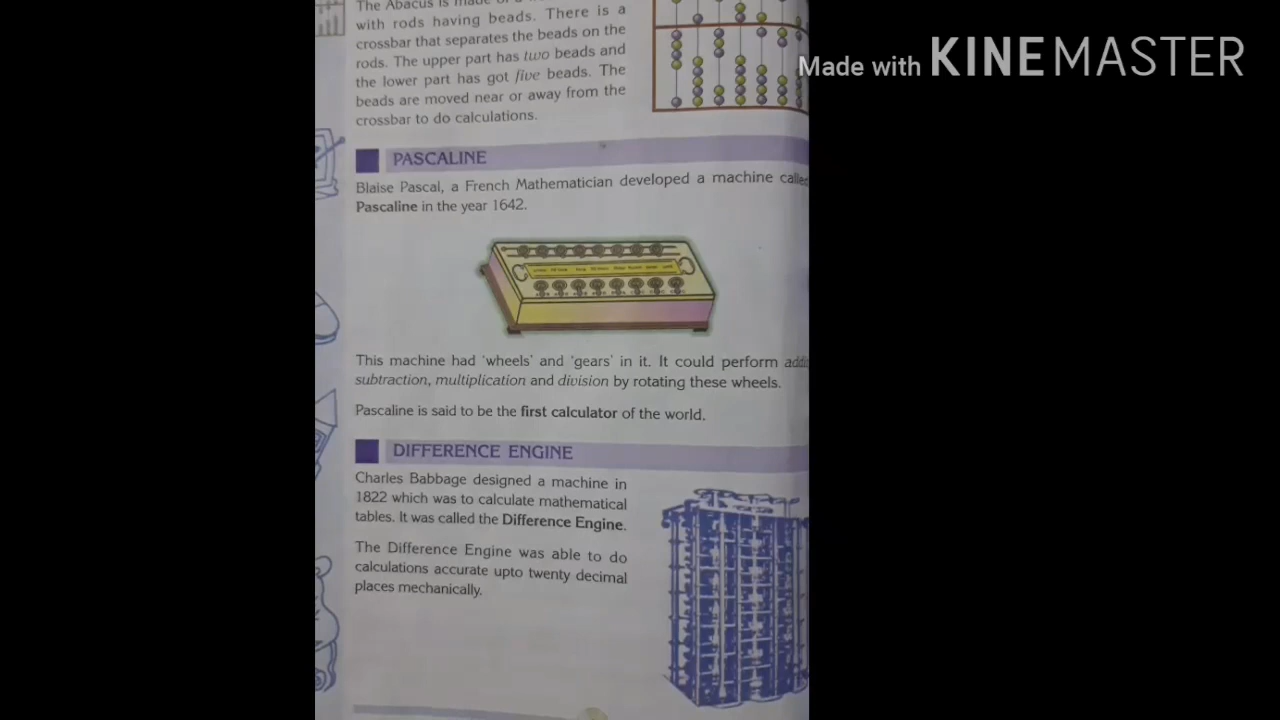 The Abacus is made of a
with rods having beads. There is a
crossbar that separates the beads on the
rods. The upper part has two beads and
the lower part has got five beads. The
beads are moved near or away from the
crossbar to do calculations.
Made with KINEMASTER
PASCALINE
Blaise Pascal, a French Mathematician developed a machine called
Pascaline in the year 1642.
This machine had 'wheels' and 'gears' in it. It could perform
subtraction, multiplication and division by rotating these wheels.
Pascaline is said to be the first calculator of the world.
DIFFERENCE ENGINE
Charles Babbage designed a machine in
1822 which was to calculate mathematical
tables. It was called the Difference Engine.
The Difference Engine was able to do
calculations accurate upto twenty decimal
places mechanically.